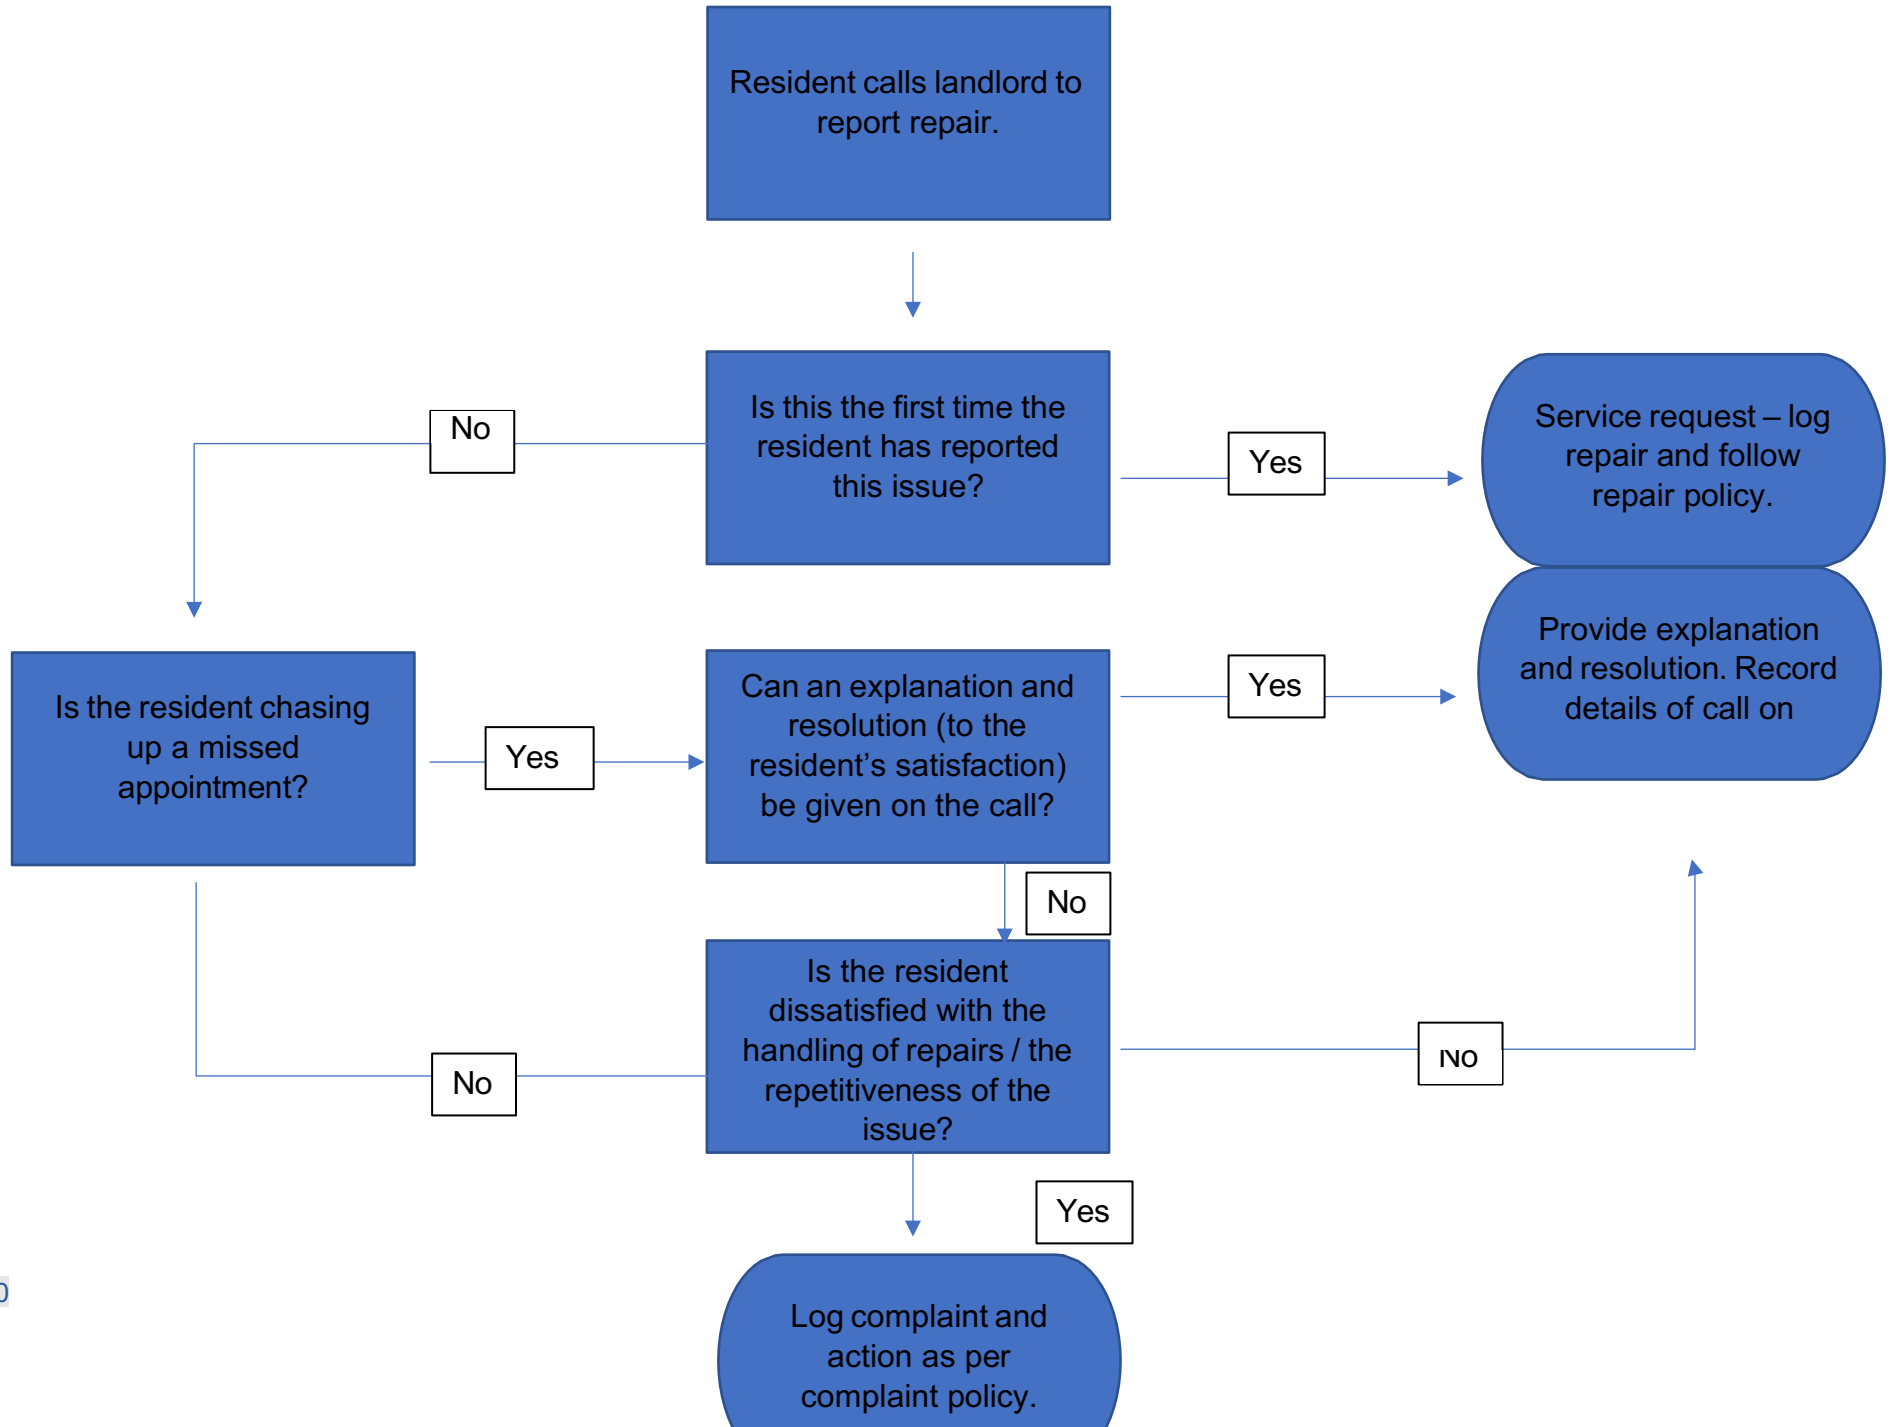 Resident calls landlord to
report repair.
Is this the first time the
resident has reported
this issue?
No
Yes
Service request – log
repair and follow
repair policy.
Is the resident chasing
up a missed
appointment?
Yes
Can an explanation and
resolution (to the
resident’s satisfaction)
be given on the call?
Yes
Provide explanation
and resolution. Record
details of call on
No
Is the resident
dissatisfied with the
handling of repairs / the
repetitiveness of the
issue?
No
No
Yes
Log complaint and
action as per
complaint policy.